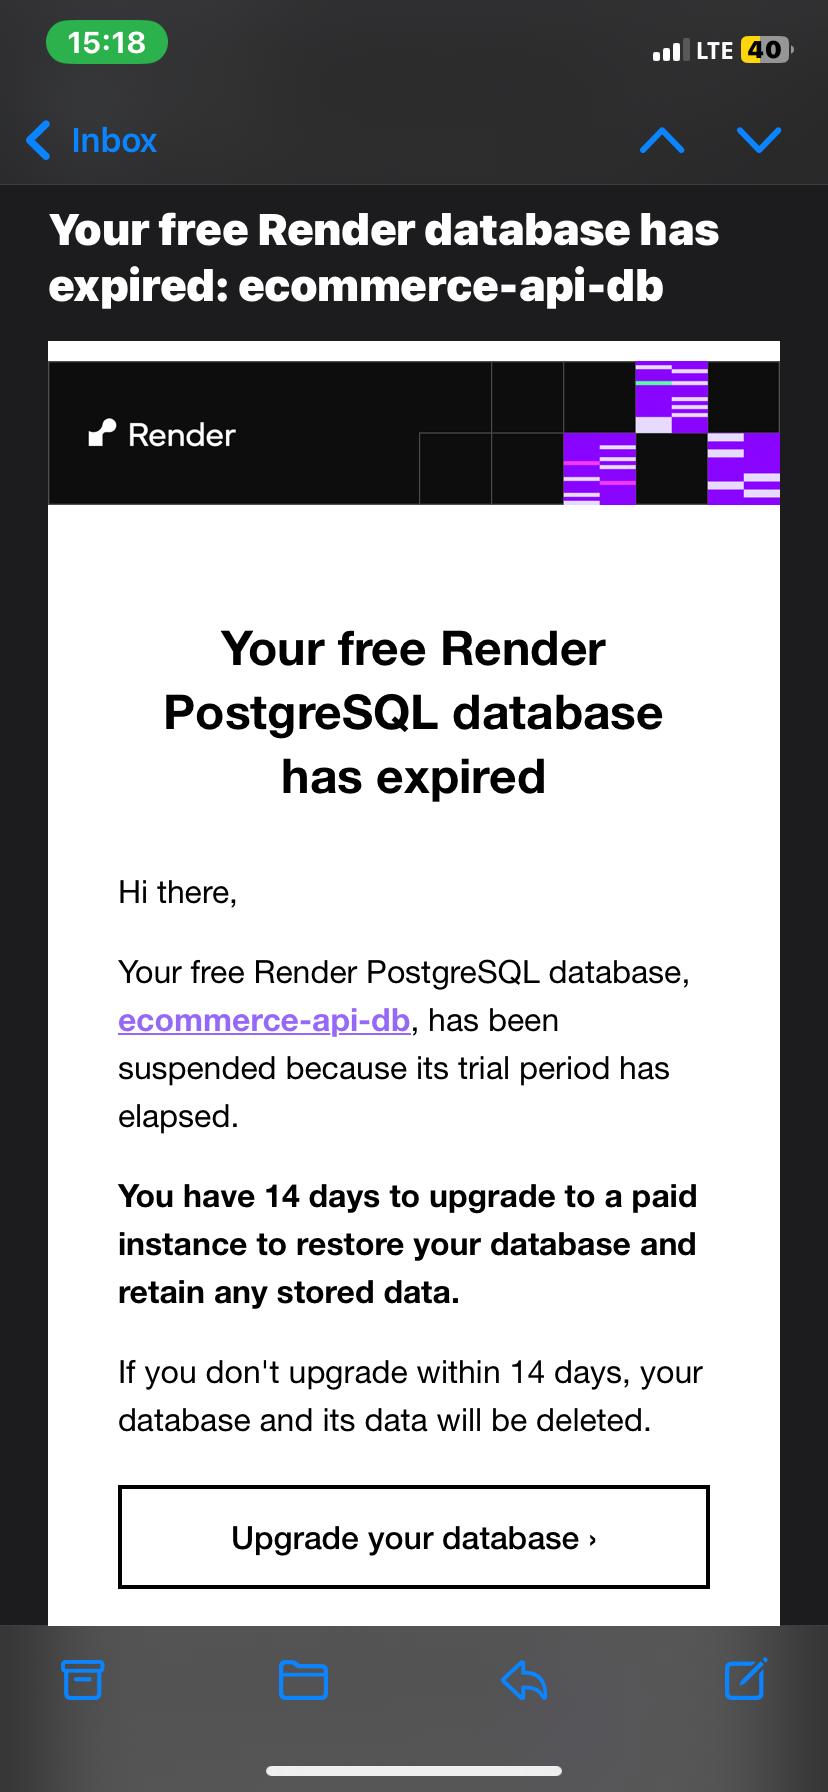 15:18
LTE 40
Inbox
Your free Render database has
expired: ecommerce-api-db
Render
Your free Render
PostgreSQL database
has expired
Hi there,
Your free Render PostgreSQL database,
ecommerce-api-db, has been
suspended because its trial period has
elapsed.
You have 14 days to upgrade to a paid
instance to restore your database and
retain any stored data.
If you don't upgrade within 14 days, your
database and its data will be deleted.
Upgrade your database ›